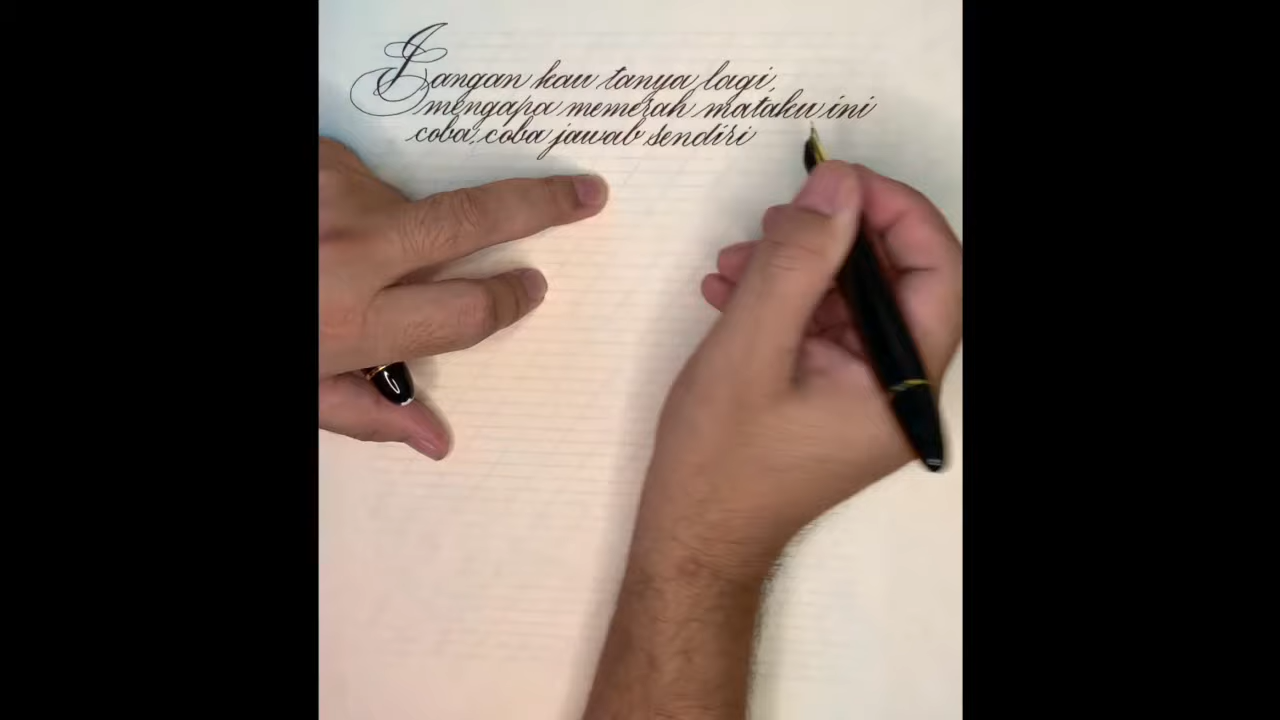 Jangan kau tanya lagi,
mengapa memerah mataku ini
coba, coba jawab sendiri